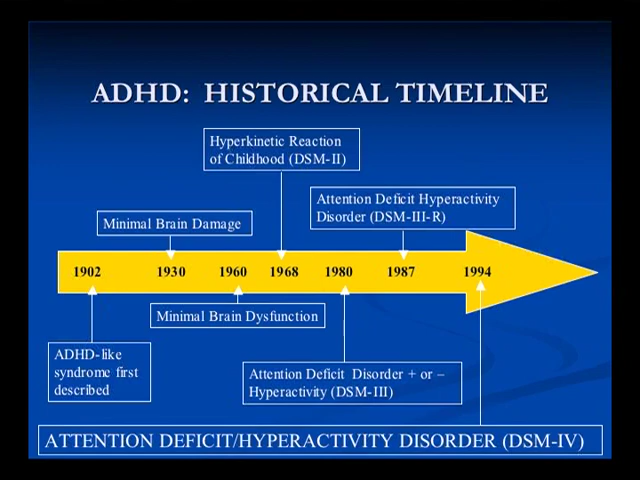 ADHD: HISTORICAL TIMELINE
Hyperkinetic Reaction
of Childhood (DSM-II)
Attention Deficit Hyperactivity
Disorder (DSM-III-R)
Minimal Brain Damage
1902 1930 1960 1968 1980 1987 1994
Minimal Brain Dysfunction
ADHD-like
syndrome first
described
Attention Deficit Disorder + or –
Hyperactivity (DSM-III)
ATTENTION DEFICIT/HYPERACTIVITY DISORDER (DSM-IV)